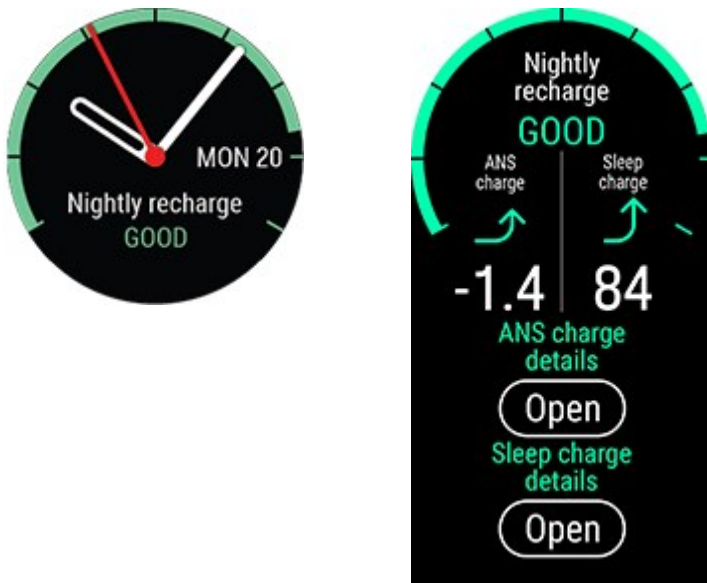 MON 20
Nightly recharge
GOOD
Nightly
recharge
GOOD
ANS
charge
Sleep
charge
-1.4
84
ANS charge
details
Open
Sleep charge
details
Open